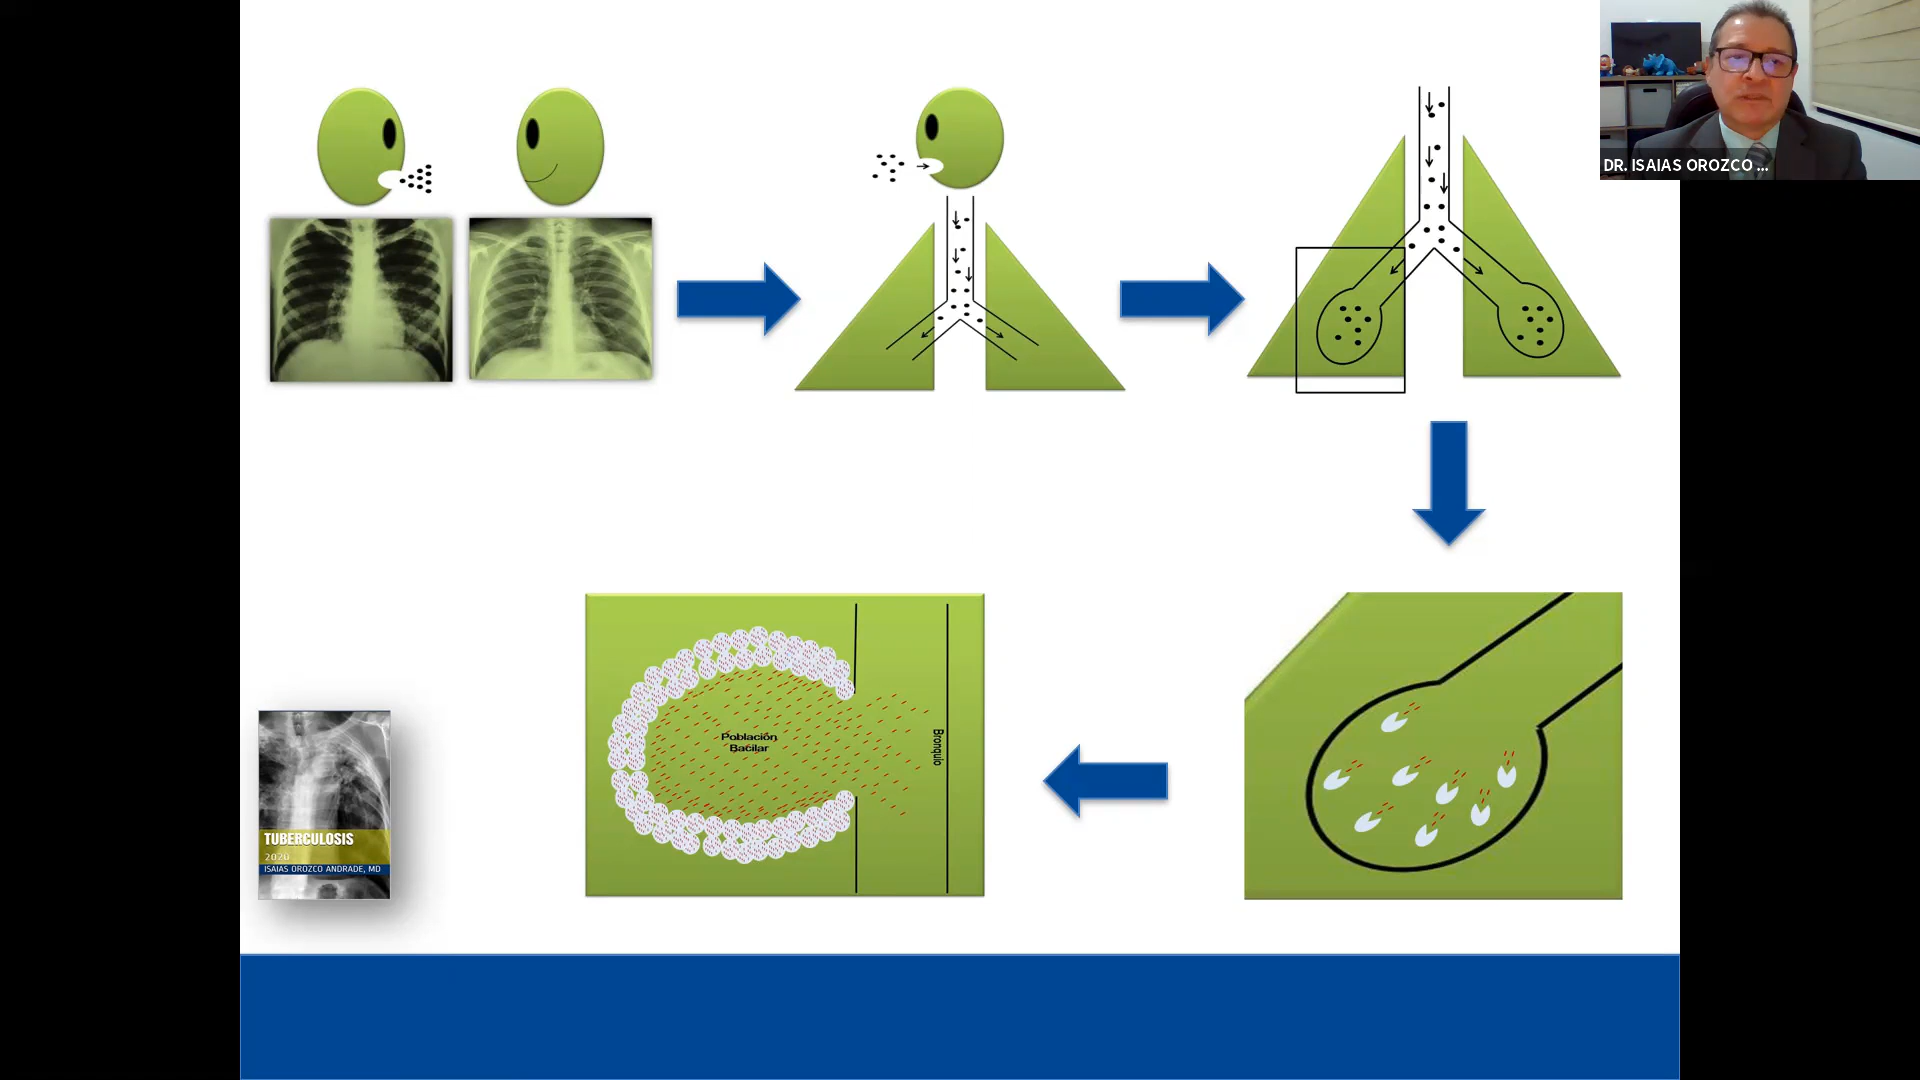 DR. ISAIAS OROZCO ...
Población
Bacilar
Bronquio
TUBERCULOSIS
2020
ISAIAS OROZCO ANDRADE, MD